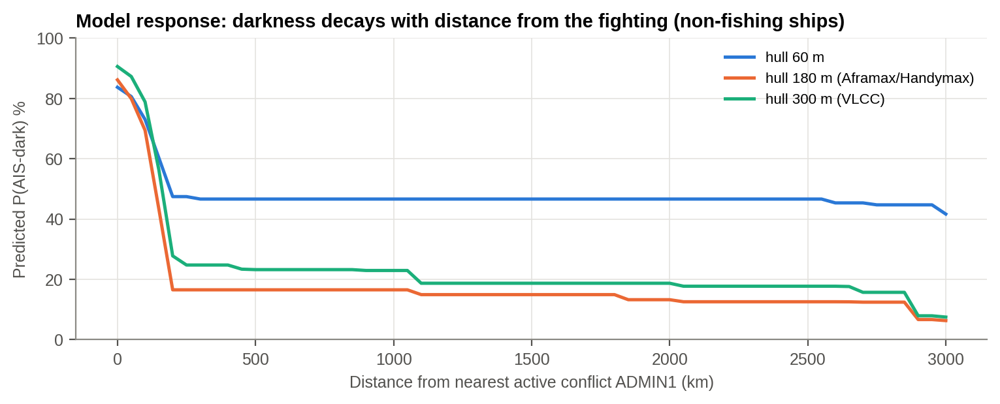 Model response: darkness decays with distance from the fighting (non-fishing ships)
Predicted P(AIS-dark) %
100
80
60
40
20
0
hull 60 m
hull 180 m (Aframax/Handymax)
hull 300 m (VLCC)
0 500 1000 1500 2000 2500 3000
Distance from nearest active conflict ADMIN1 (km)